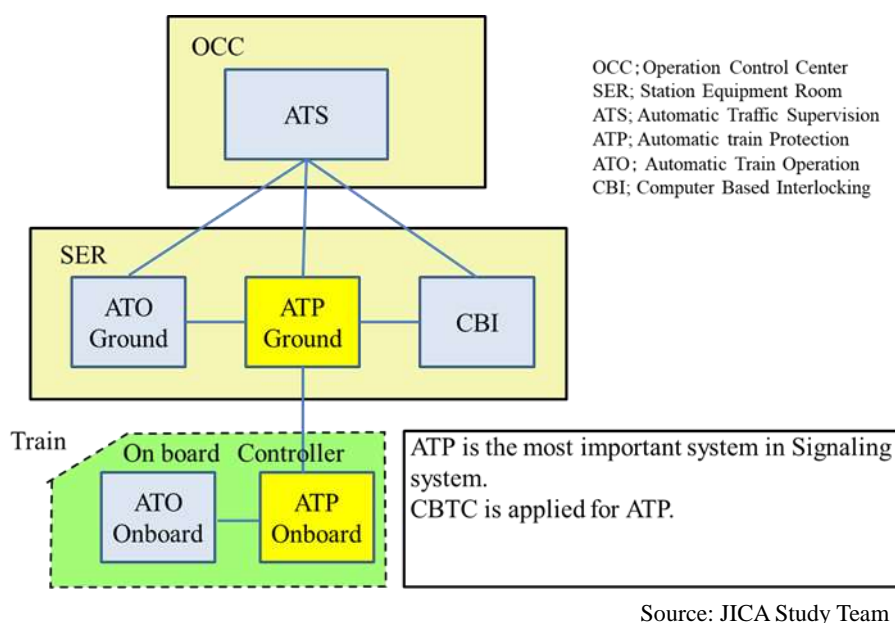 OCC
ATS
OCC; Operation Control Center
SER; Station Equipment Room
ATS; Automatic Traffic Supervision
ATP; Automatic train Protection
ATO; Automatic Train Operation
CBI; Computer Based Interlocking
SER
ATO
Ground
ATP
Ground
CBI
Train
On board Controller
ATO
Onboard
ATP
Onboard
ATP is the most important system in Signaling
system.
CBTC is applied for ATP.
Source: JICA Study Team